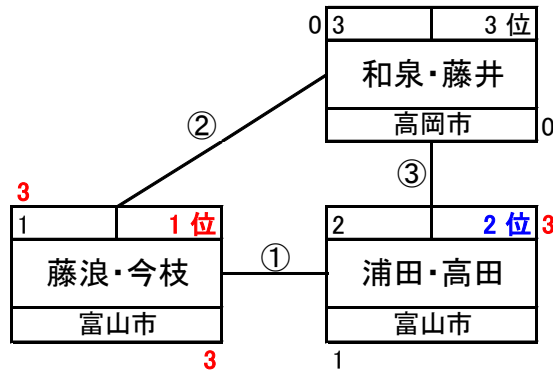 0 3 3 位
和泉・藤井
高岡市 0
②
③
3
1 1 位
藤浪・今枝
富山市
3
①
2 2 位 3
浦田・高田
富山市
1